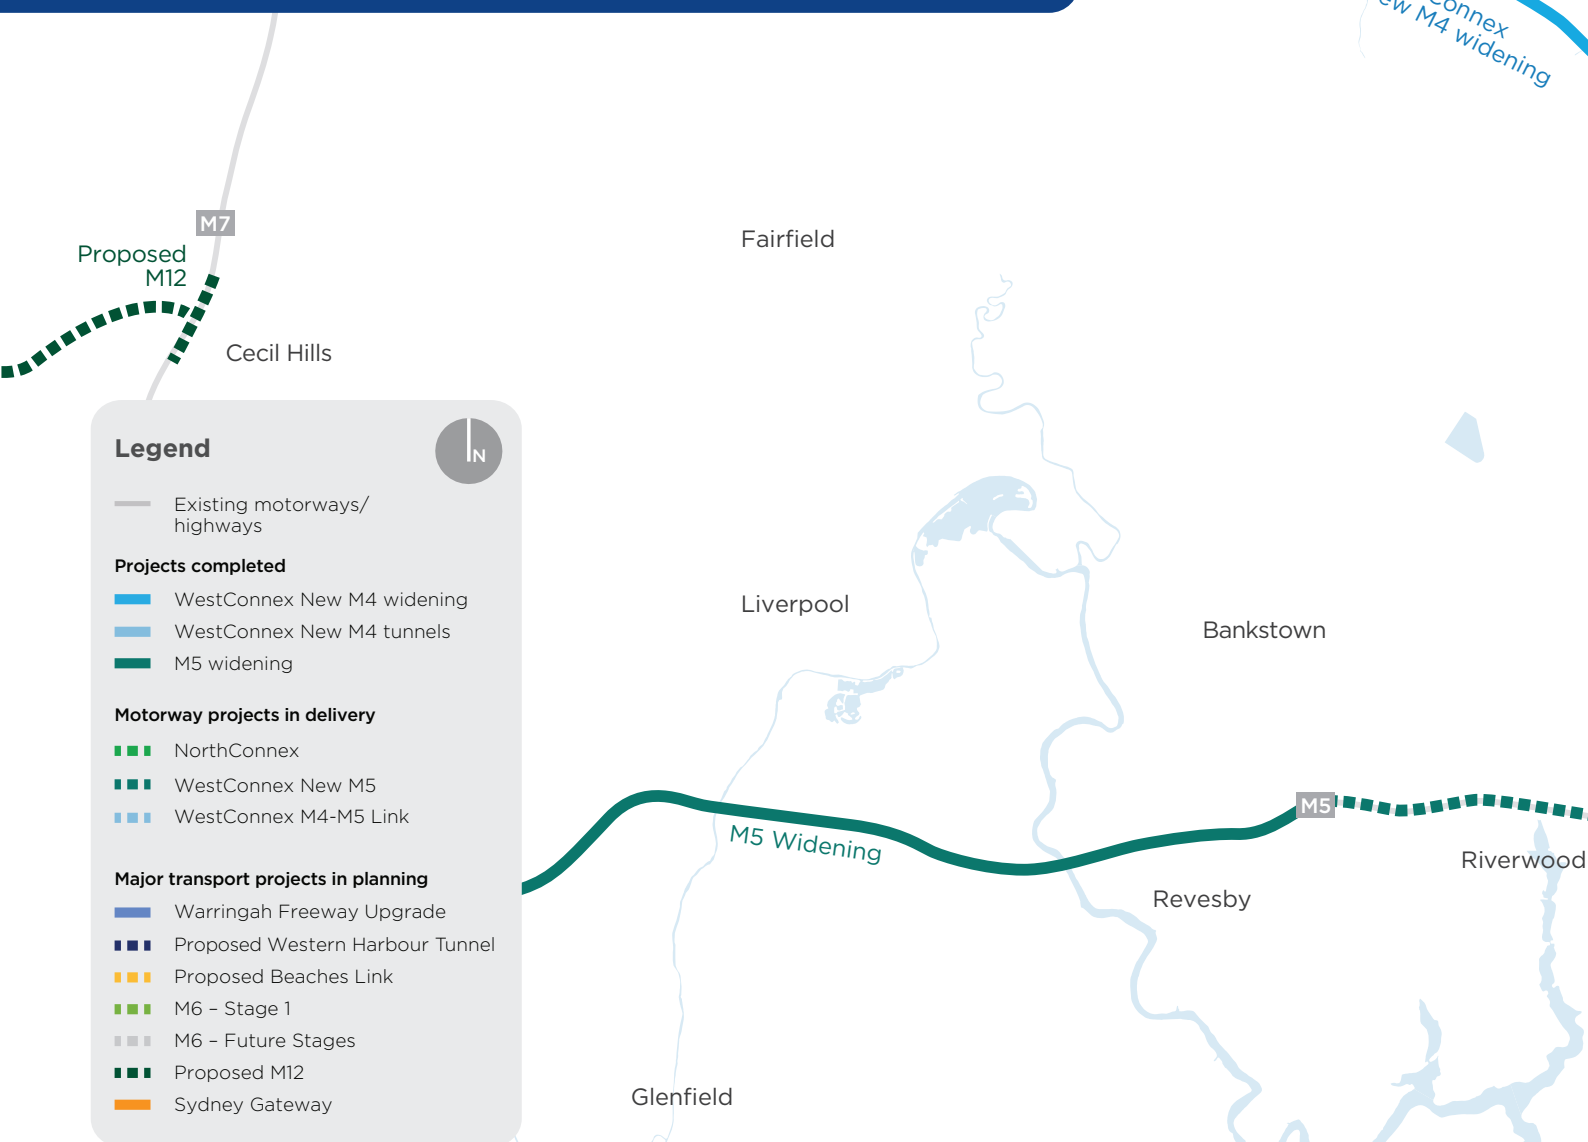 onnex
ew M4 widening
M7
Proposed
M12
Fairfield
Cecil Hills
Legend
N
Existing motorways/
highways
Projects completed
WestConnex New M4 widening
WestConnex New M4 tunnels
M5 widening
Motorway projects in delivery
NorthConnex
WestConnex New M5
WestConnex M4-M5 Link
Major transport projects in planning
Warringah Freeway Upgrade
Proposed Western Harbour Tunnel
Proposed Beaches Link
M6 – Stage 1
M6 – Future Stages
Proposed M12
Sydney Gateway
Liverpool
Bankstown
M5 Widening
M5
Riverwood
Revesby
Glenfield